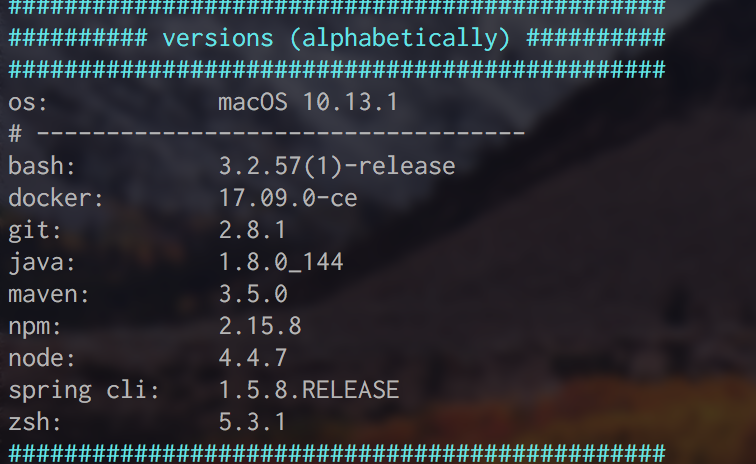 ###############################################
########## versions (alphabetically) ##########
###############################################
os:            macOS 10.13.1
# -----------------------------------
bash:          3.2.57(1)-release
docker:        17.09.0-ce
git:           2.8.1
java:          1.8.0_144
maven:         3.5.0
npm:           2.15.8
node:          4.4.7
spring cli:    1.5.8.RELEASE
zsh:           5.3.1
###############################################